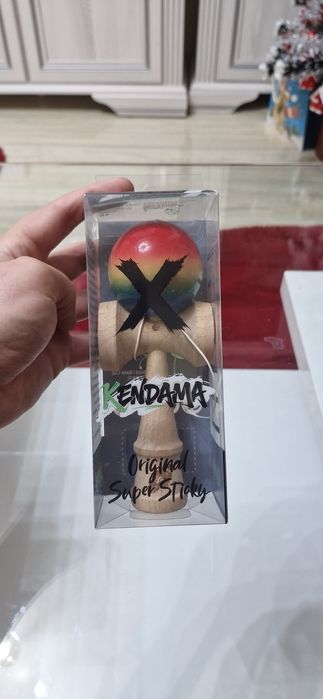 X
KENDAMA
Original
Super Sticky